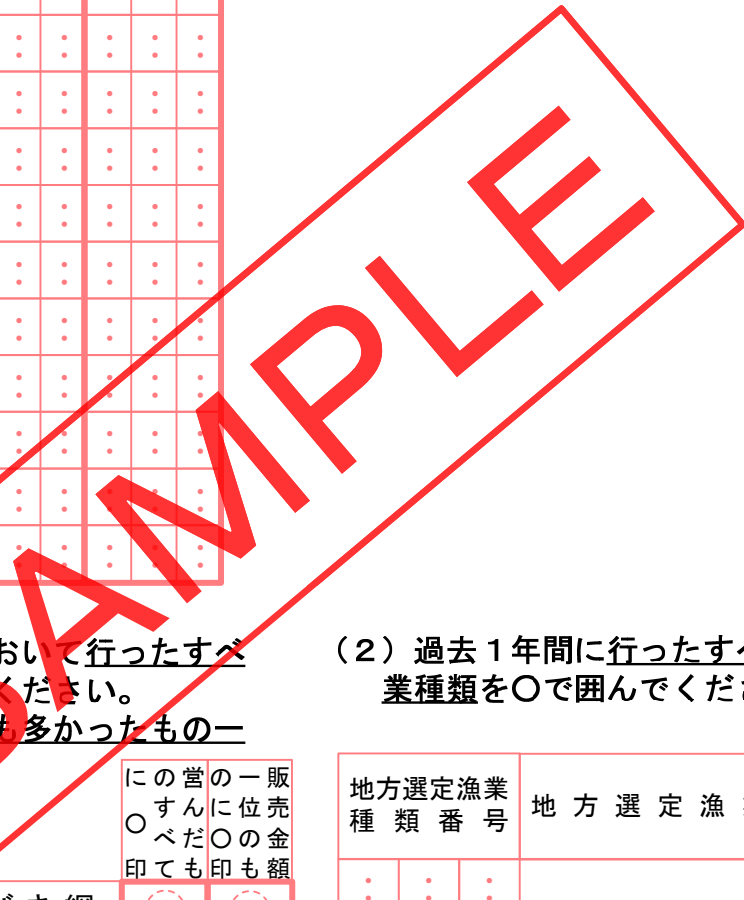 SAMPLE
おいて行ったすべ
ください。
も多かったもの一
営んだも
のすべて
に〇印
販売金額
一位のも
のに〇印
（２）過去１年間に行ったすべ
業種類を〇で囲んでくださ
地方選定漁業
種類番号
地方選定漁